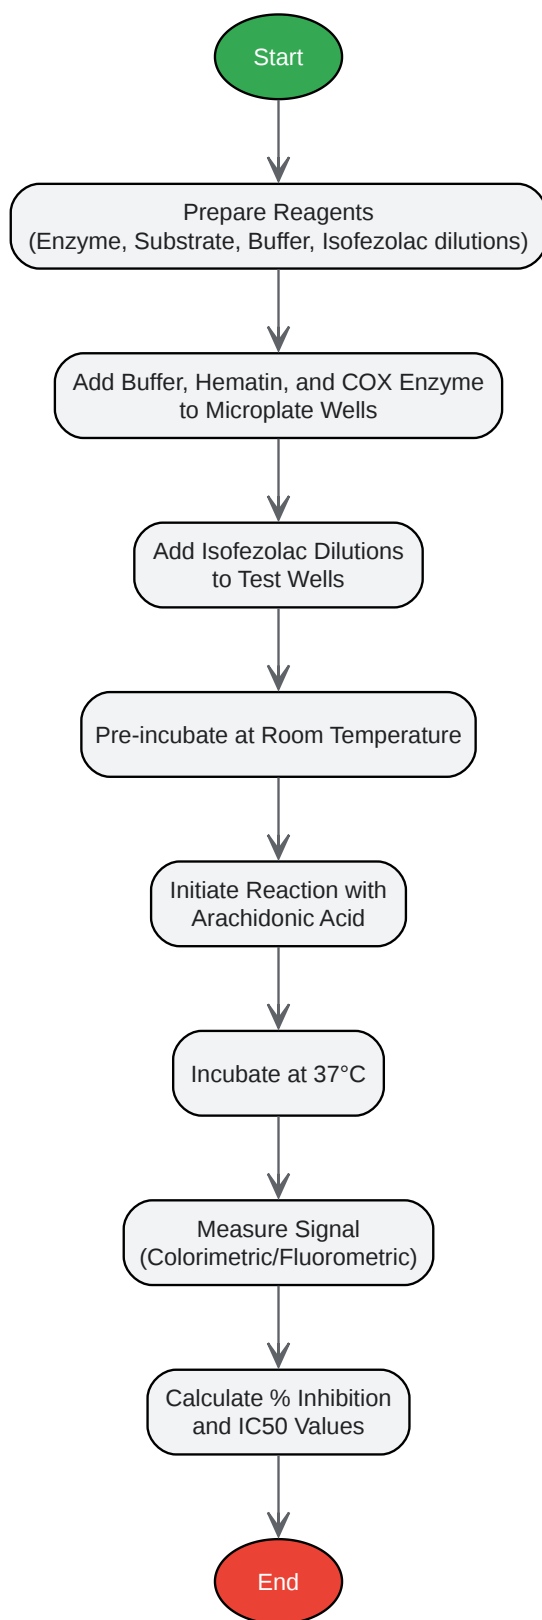 Start
Prepare Reagents
(Enzyme, Substrate, Buffer, Isofezolac dilutions)
Add Buffer, Hematin, and COX Enzyme
to Microplate Wells
Add Isofezolac Dilutions
to Test Wells
Pre-incubate at Room Temperature
Initiate Reaction with
Arachidonic Acid
Incubate at 37°C
Measure Signal
(Colorimetric/Fluorometric)
Calculate % Inhibition
and IC50 Values
End